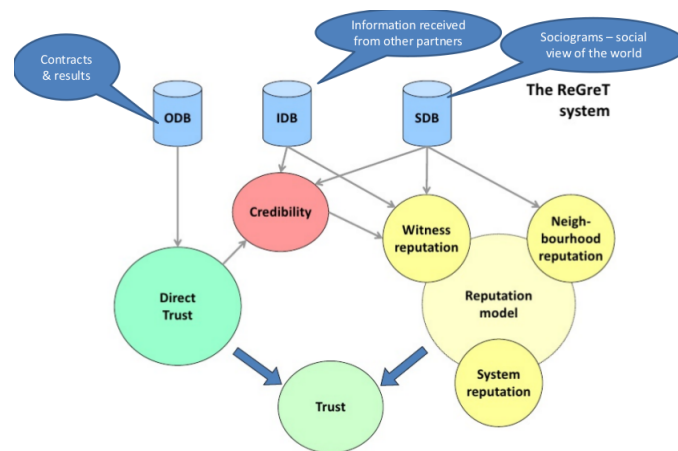 Contracts
& results
Information received
from other partners
Sociograms – social
view of the world
The ReGreT
system
ODB
IDB
SDB
Credibility
Witness
reputation
Neigh-
bourhood
reputation
Direct
Trust
Reputation
model
System
reputation
Trust